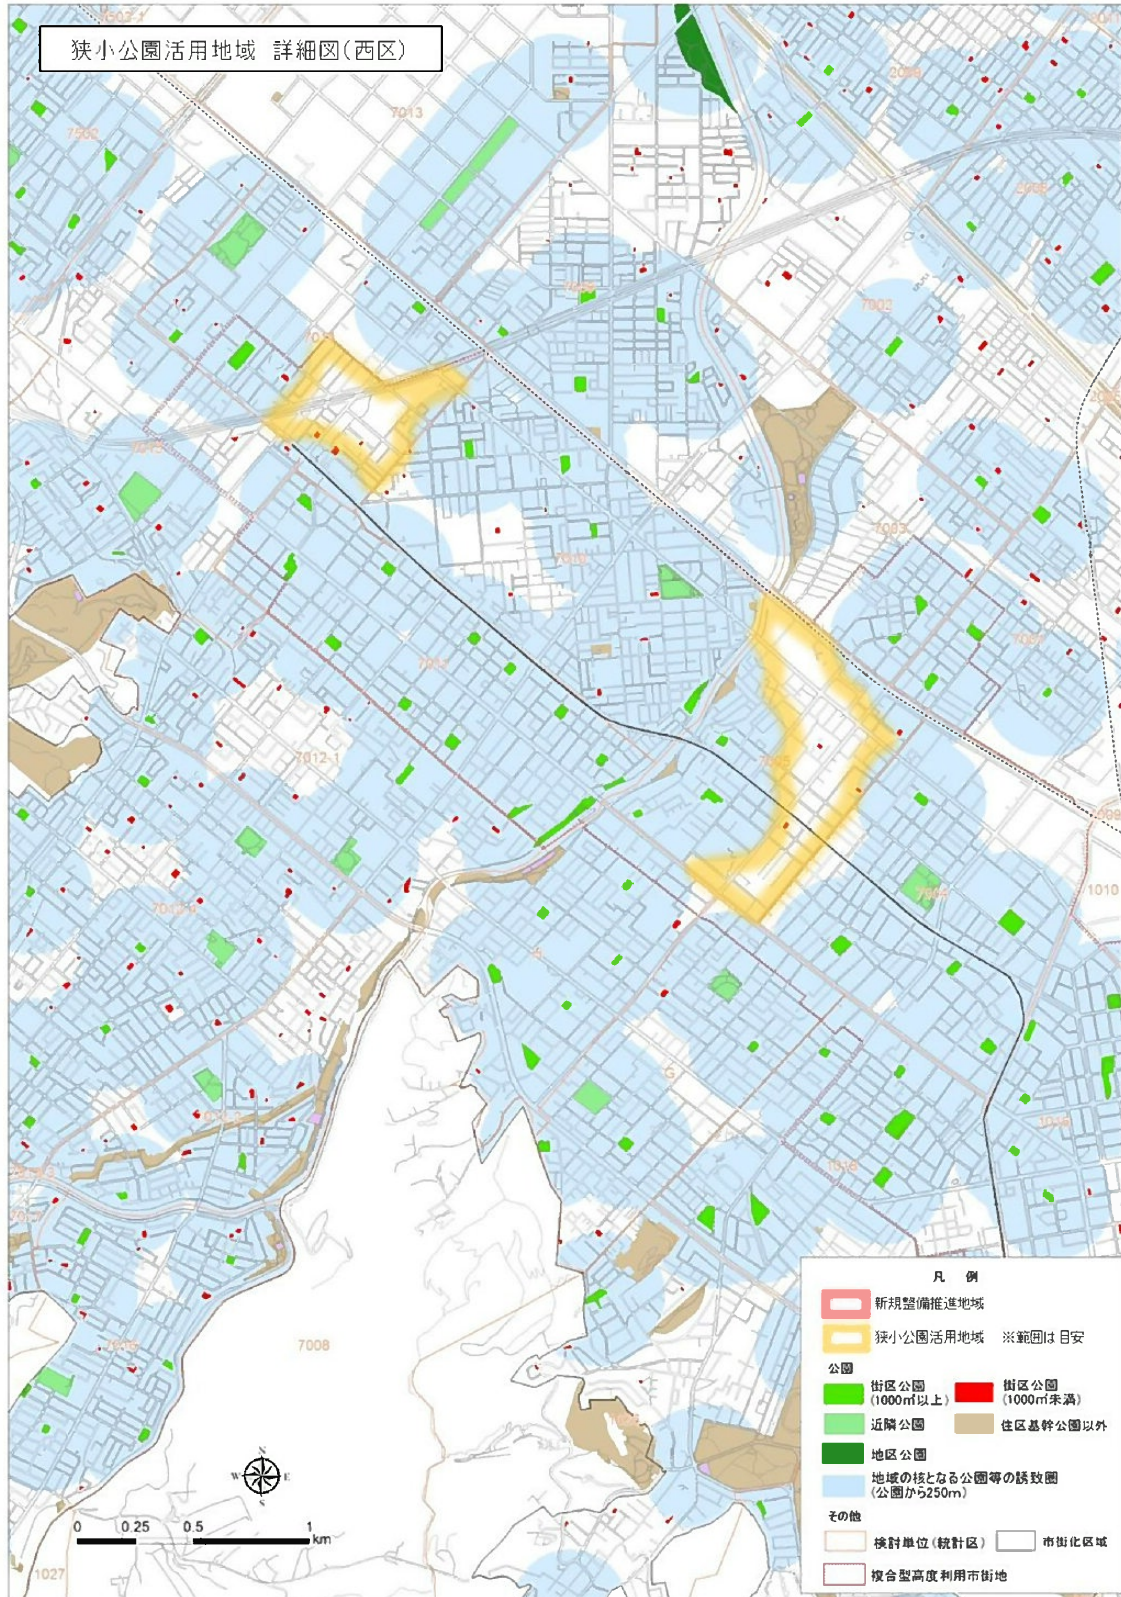 狭小公園活用地域 詳細図(西区)
7502
7013
7002
7003
7010
7012-1
7005
1010
1018
7008
1027
N
W E
S
0 0.25 0.5 1
km
凡 例
新規整備推進地域
狭小公園活用地域 ※範囲は目安
公園
街区公園 街区公園
(1000㎡以上) (1000㎡未満)
近隣公園 住区基幹公園以外
地区公園
地域の核となる公園等の誘致圏
(公園から250m)
その他
検討単位(統計区) 市街化区域
複合型高度利用市街地